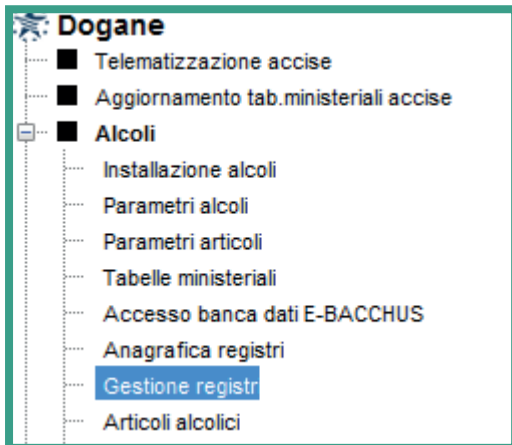 Dogane
Telematizzazione accise
Aggiornamento tab.ministeriali accise
Alcoli
Installazione alcoli
Parametri alcoli
Parametri articoli
Tabelle ministeriali
Accesso banca dati E-BACCHUS
Anagrafica registri
Gestione registr
Articoli alcolici